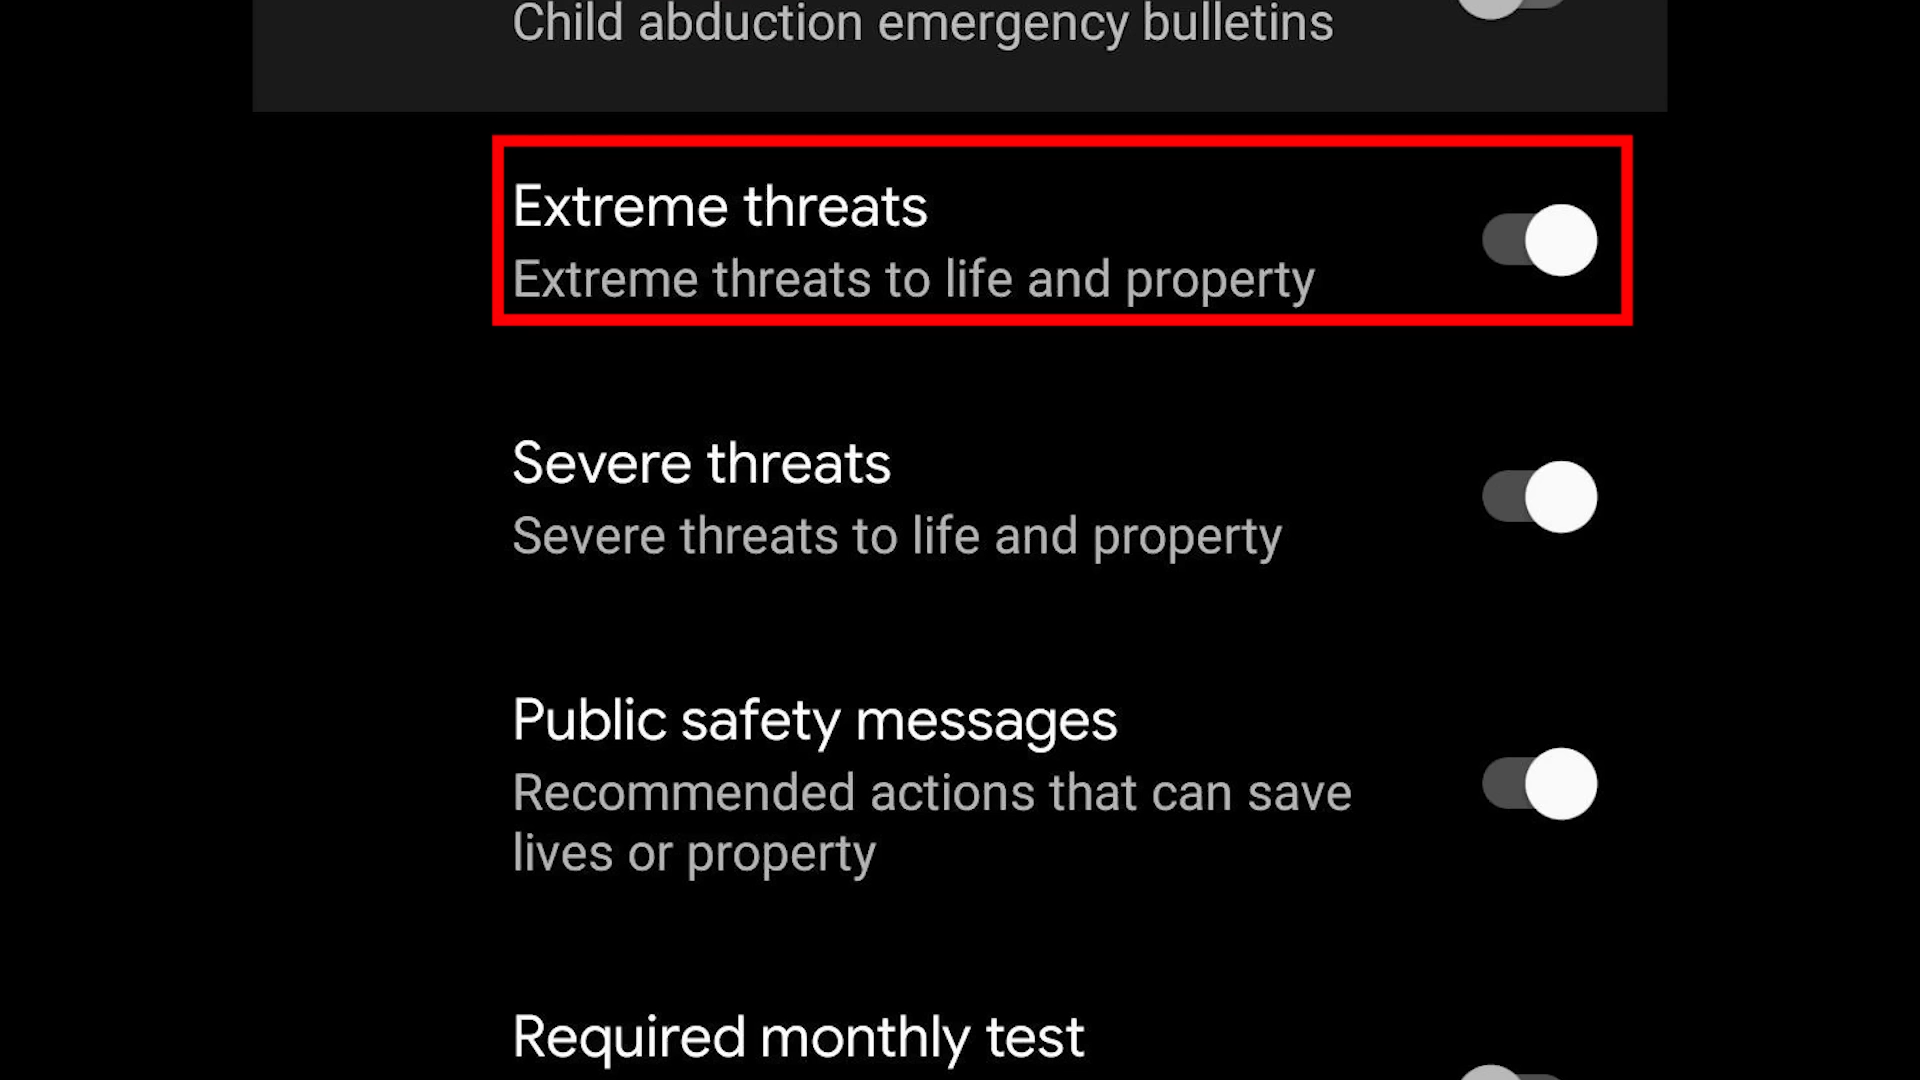 Child abduction emergency bulletins
Extreme threats
Extreme threats to life and property
Severe threats
Severe threats to life and property
Public safety messages
Recommended actions that can save
lives or property
Required monthly test